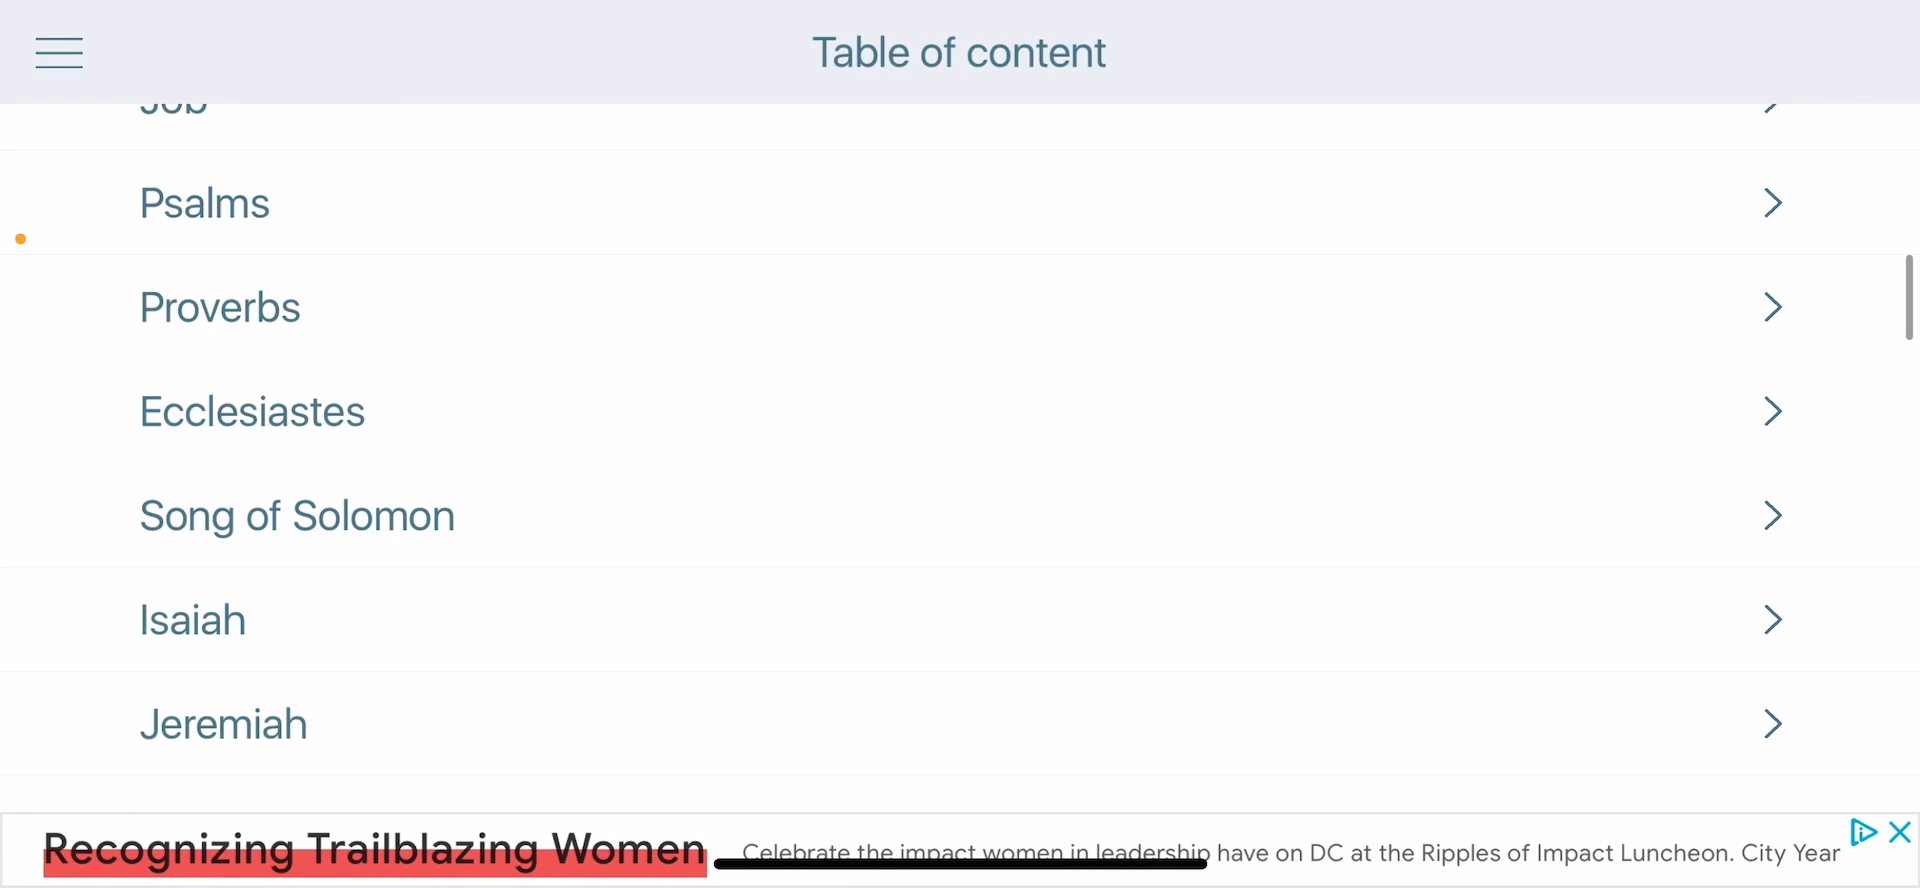 Table of content
Job
Psalms
Proverbs
Ecclesiastes
Song of Solomon
Isaiah
Jeremiah
Recognizing Trailblazing Women
Celebrate the impact women in leadership have on DC at the Ripples of Impact Luncheon. City Year